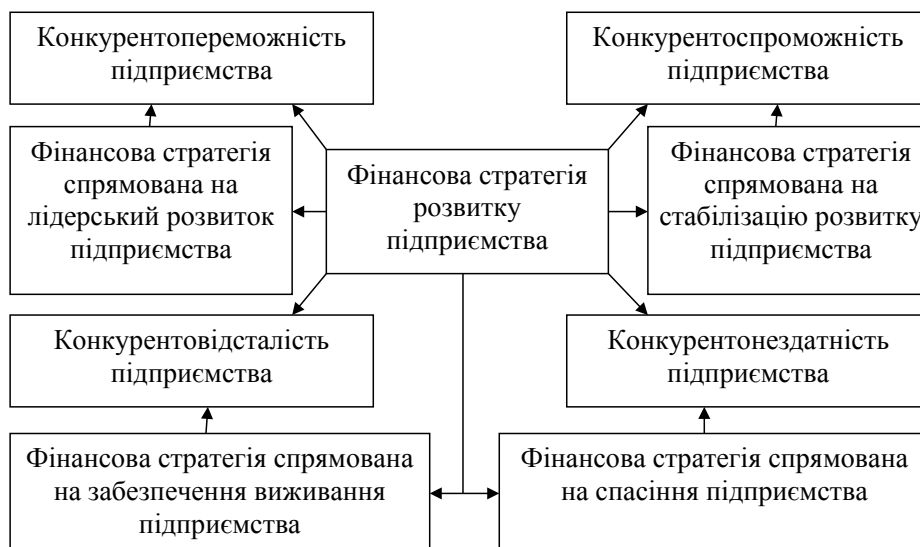 Конкурентопереможність
підприємства
Конкурентоспроможність
підприємства
Фінансова стратегія
спрямована на
лідерський розвиток
підприємства
Фінансова стратегія
розвитку
підприємства
Фінансова стратегія
спрямована на
стабілізацію розвитку
підприємства
Конкурентовідсталість
підприємства
Конкурентонездатність
підприємства
Фінансова стратегія спрямована
на забезпечення виживання
підприємства
Фінансова стратегія спрямована
на спасіння підприємства